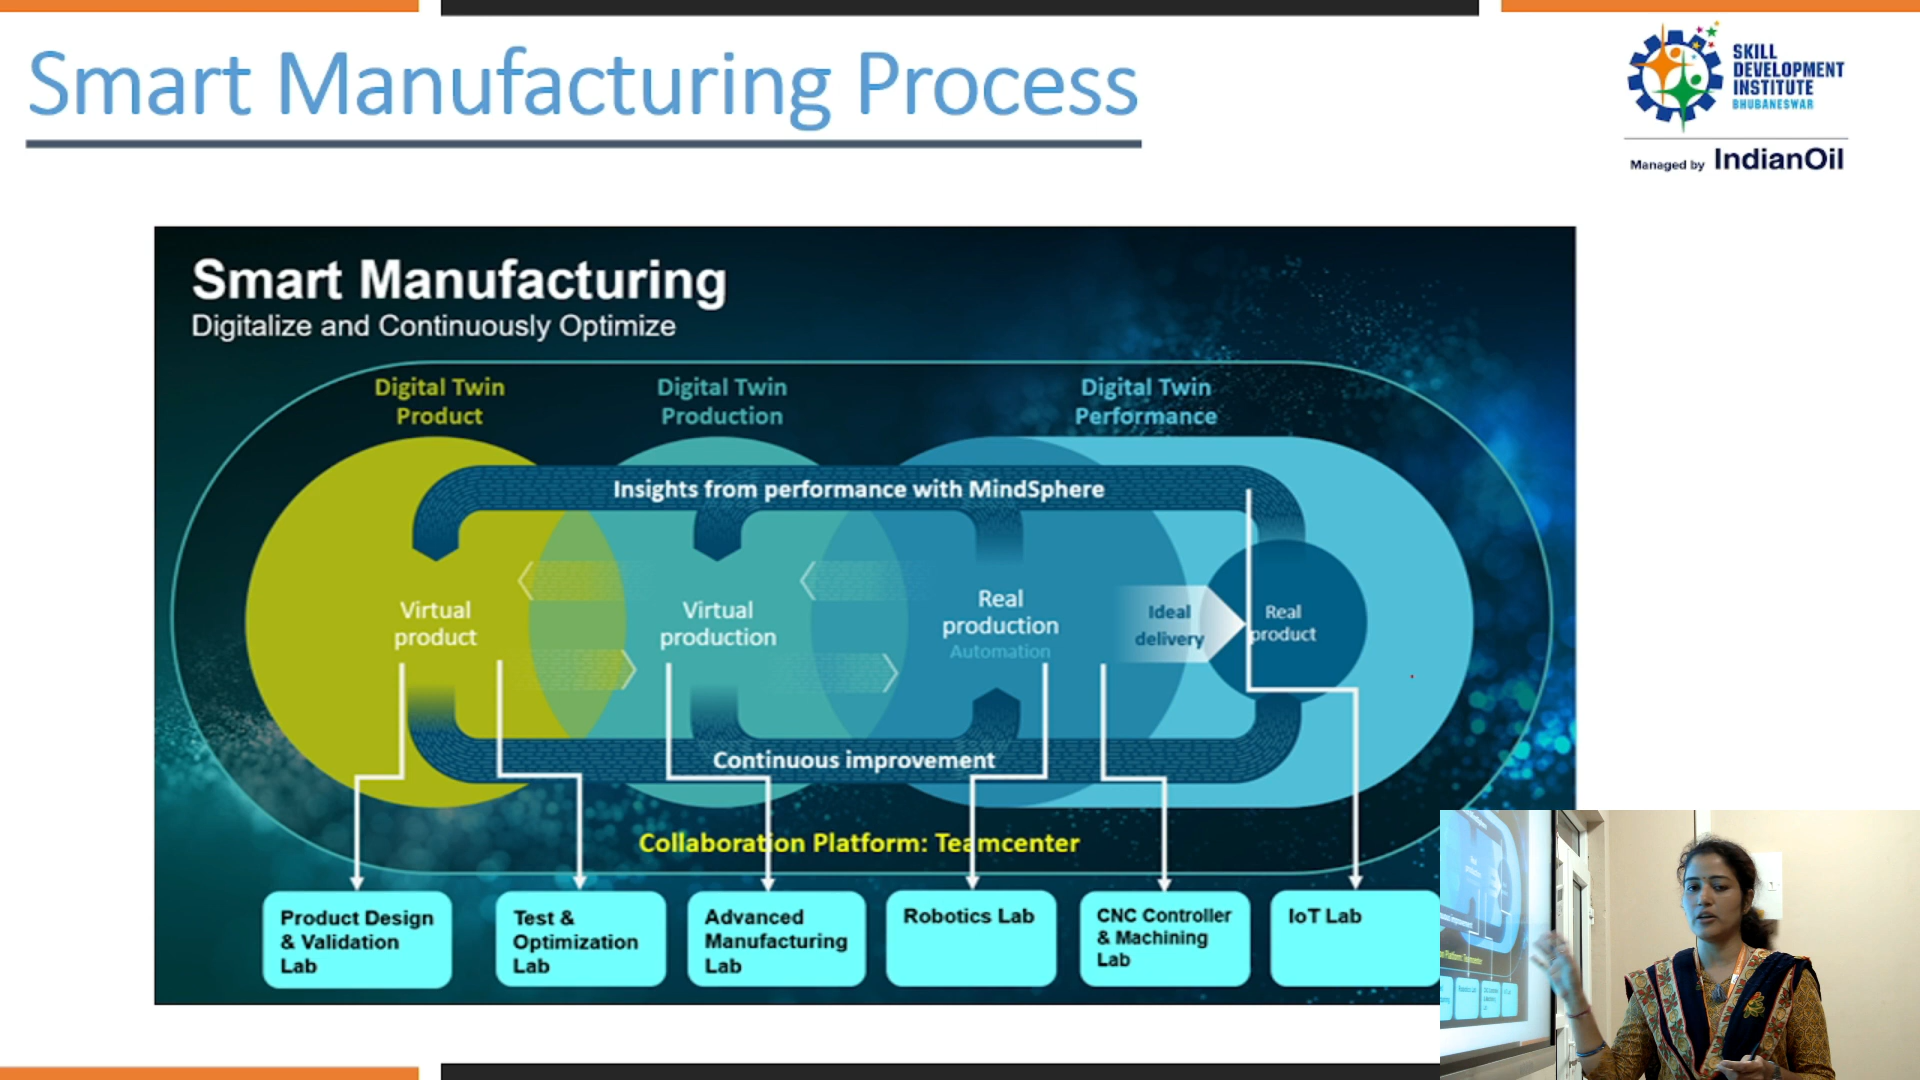 Smart Manufacturing Process
SKILL
DEVELOPMENT
INSTITUTE
BHUBANESWAR
Managed by IndianOil
Smart Manufacturing
Digitalize and Continuously Optimize
Digital Twin
Product
Digital Twin
Production
Digital Twin
Performance
Insights from performance with MindSphere
Virtual
product
Virtual
production
Real
production
Automation
Ideal
delivery
Real
product
Continuous improvement
Collaboration Platform: Teamcenter
Product Design
& Validation
Lab
Test &
Optimization
Lab
Advanced
Manufacturing
Lab
Robotics Lab
CNC Controller
& Machining
Lab
IoT Lab